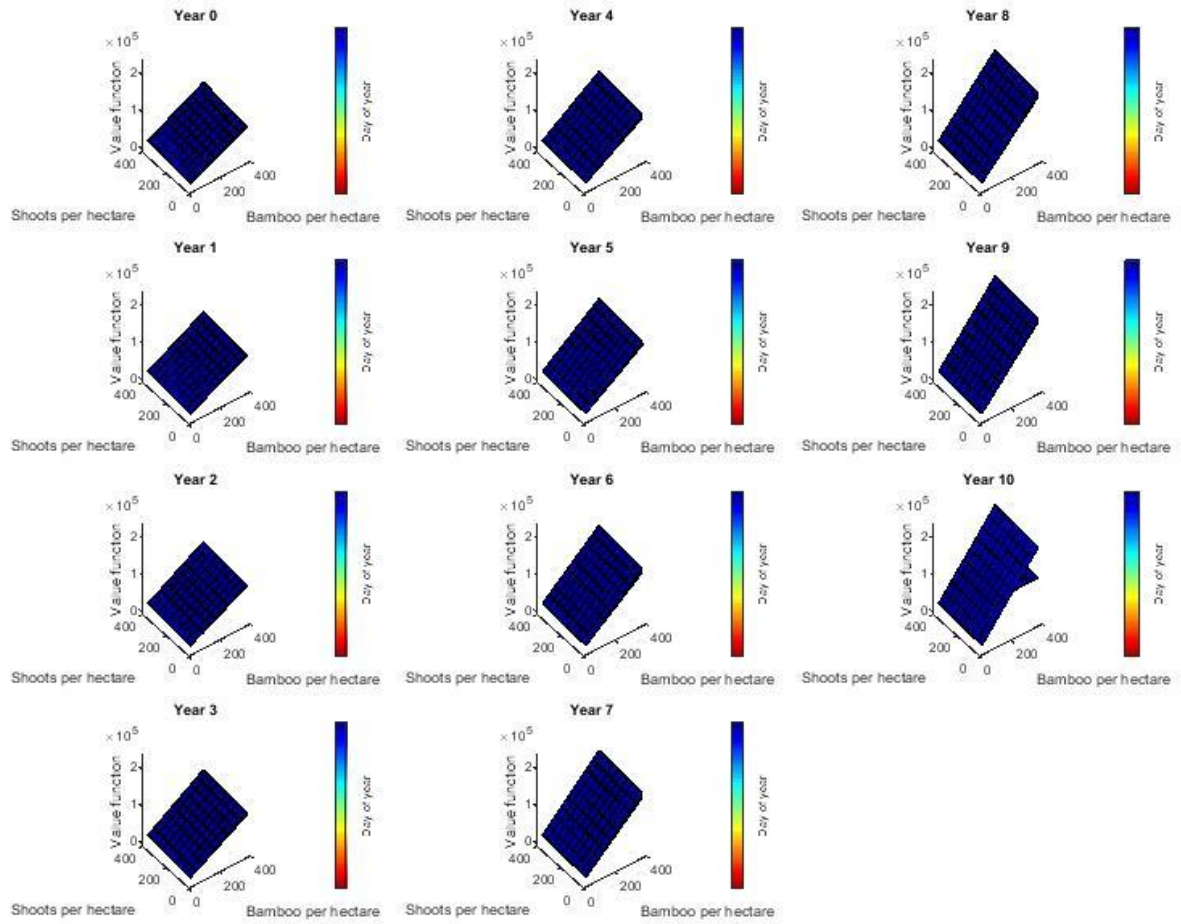 Year 0
× 10^5
2
1
0
Value function
400
200
0
0
200
400
Shoots per hectare
Bamboo per hectare
Day of year
Year 4
× 10^5
2
1
0
Value function
400
200
0
0
200
400
Shoots per hectare
Bamboo per hectare
Day of year
Year 8
× 10^5
2
1
0
Value function
400
200
0
0
200
400
Shoots per hectare
Bamboo per hectare
Day of year
Year 1
× 10^5
2
1
0
Value function
400
200
0
0
200
400
Shoots per hectare
Bamboo per hectare
Day of year
Year 5
× 10^5
2
1
0
Value function
400
200
0
0
200
400
Shoots per hectare
Bamboo per hectare
Day of year
Year 9
× 10^5
2
1
0
Value function
400
200
0
0
200
400
Shoots per hectare
Bamboo per hectare
Day of year
Year 2
× 10^5
2
1
0
Value function
400
200
0
0
200
400
Shoots per hectare
Bamboo per hectare
Day of year
Year 6
× 10^5
2
1
0
Value function
400
200
0
0
200
400
Shoots per hectare
Bamboo per hectare
Day of year
Year 10
× 10^5
2
1
0
Value function
400
200
0
0
200
400
Shoots per hectare
Bamboo per hectare
Day of year
Year 3
× 10^5
2
1
0
Value function
400
200
0
0
200
400
Shoots per hectare
Bamboo per hectare
Day of year
Year 7
× 10^5
2
1
0
Value function
400
200
0
0
200
400
Shoots per hectare
Bamboo per hectare
Day of year